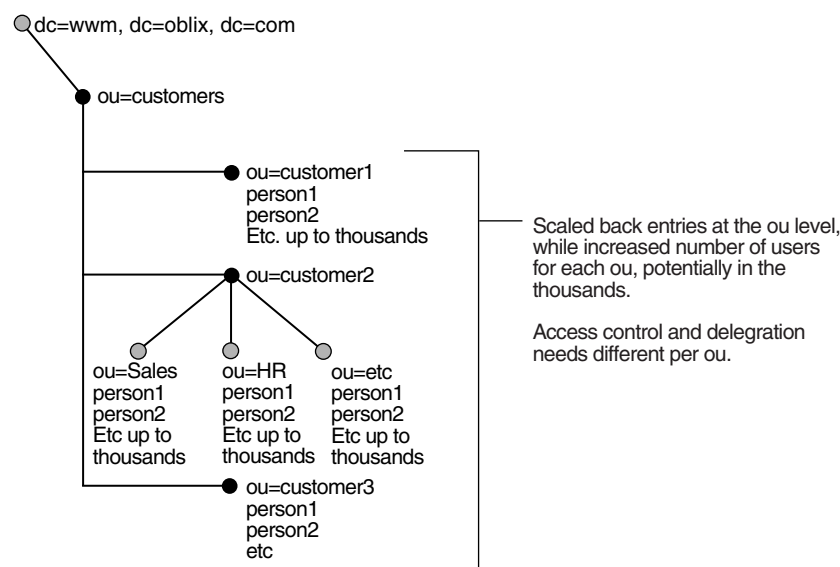 dc=wwm, dc=oblix, dc=com
ou=customers
ou=customer1
person1
person2
Etc. up to thousands
ou=customer2
ou=Sales
person1
person2
Etc up to
thousands
ou=HR
person1
person2
Etc up to
thousands
ou=etc
person1
person2
Etc up to
thousands
ou=customer3
person1
person2
etc
Scaled back entries at the ou level,
while increased number of users
for each ou, potentially in the
thousands.
Access control and delegration
needs different per ou.